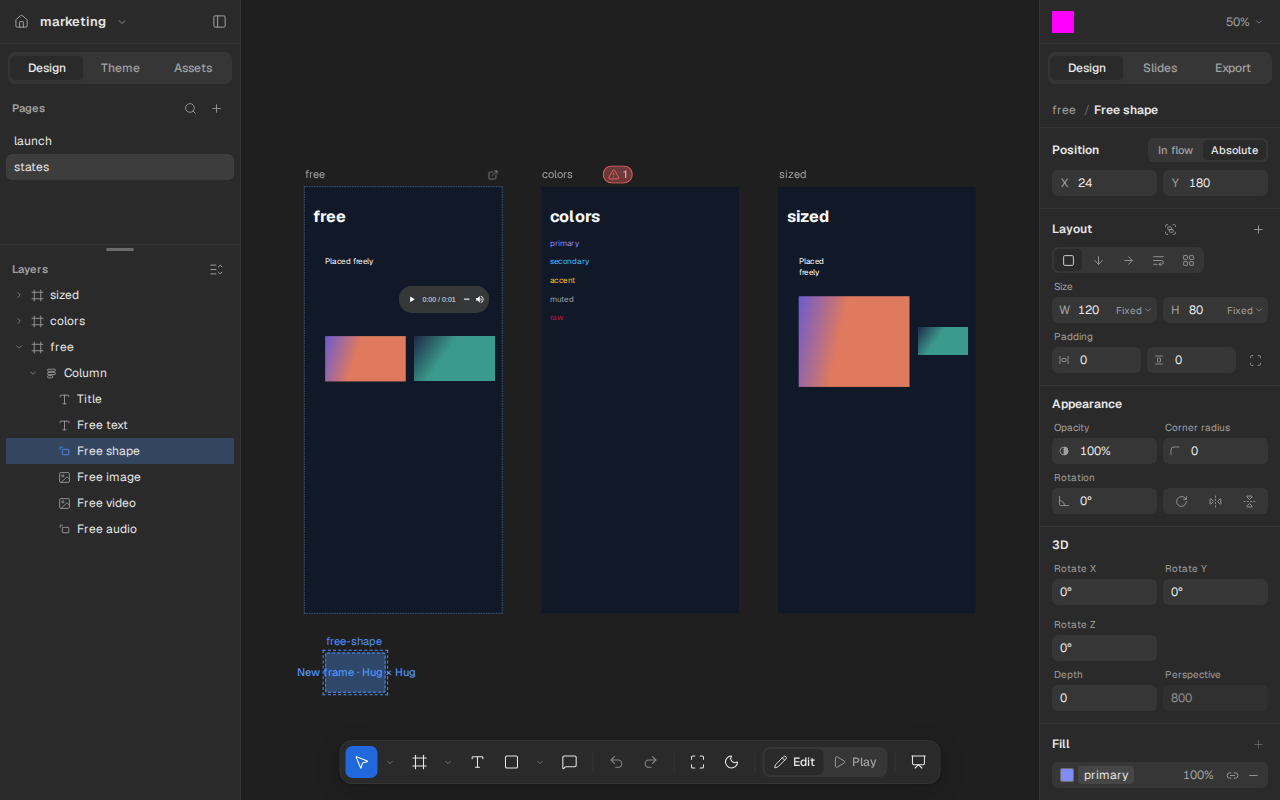 marketing
Design
Theme
Assets
Pages
launch
states
Layers
sized
colors
free
Column
Title
Free text
Free shape
Free image
Free video
Free audio
free
free
Placed freely
0:00 / 0:01
colors
1
colors
primary
secondary
accent
muted
raw
sized
sized
Placed
freely
free-shape
New frame · Hug × Hug
Edit
Play
50%
Design
Slides
Export
free / Free shape
Position
In flow
Absolute
X 24
Y 180
Layout
Size
W 120 Fixed
H 80 Fixed
Padding
0
0
Appearance
Opacity
Corner radius
100%
0
Rotation
0°
3D
Rotate X
Rotate Y
0°
0°
Rotate Z
0°
Depth
Perspective
0
800
Fill
primary
100%